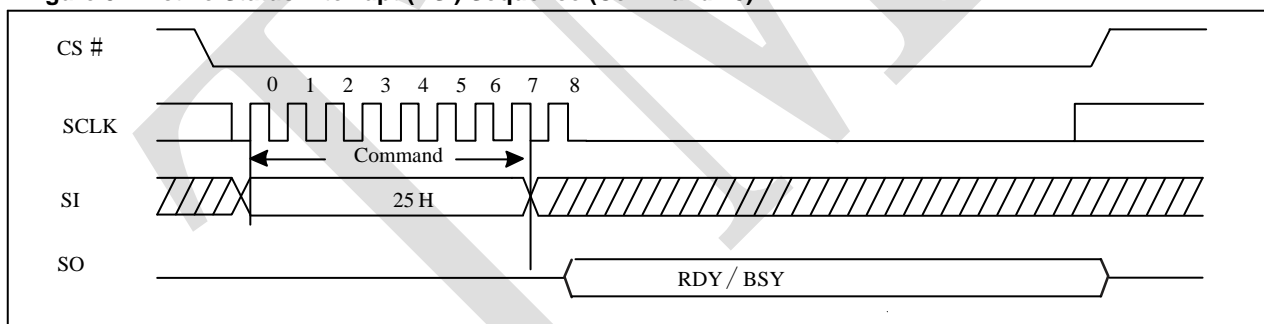 CS #
0 1 2 3 4 5 6 7 8
SCLK
Command
SI
25 H
SO
RDY / BSY